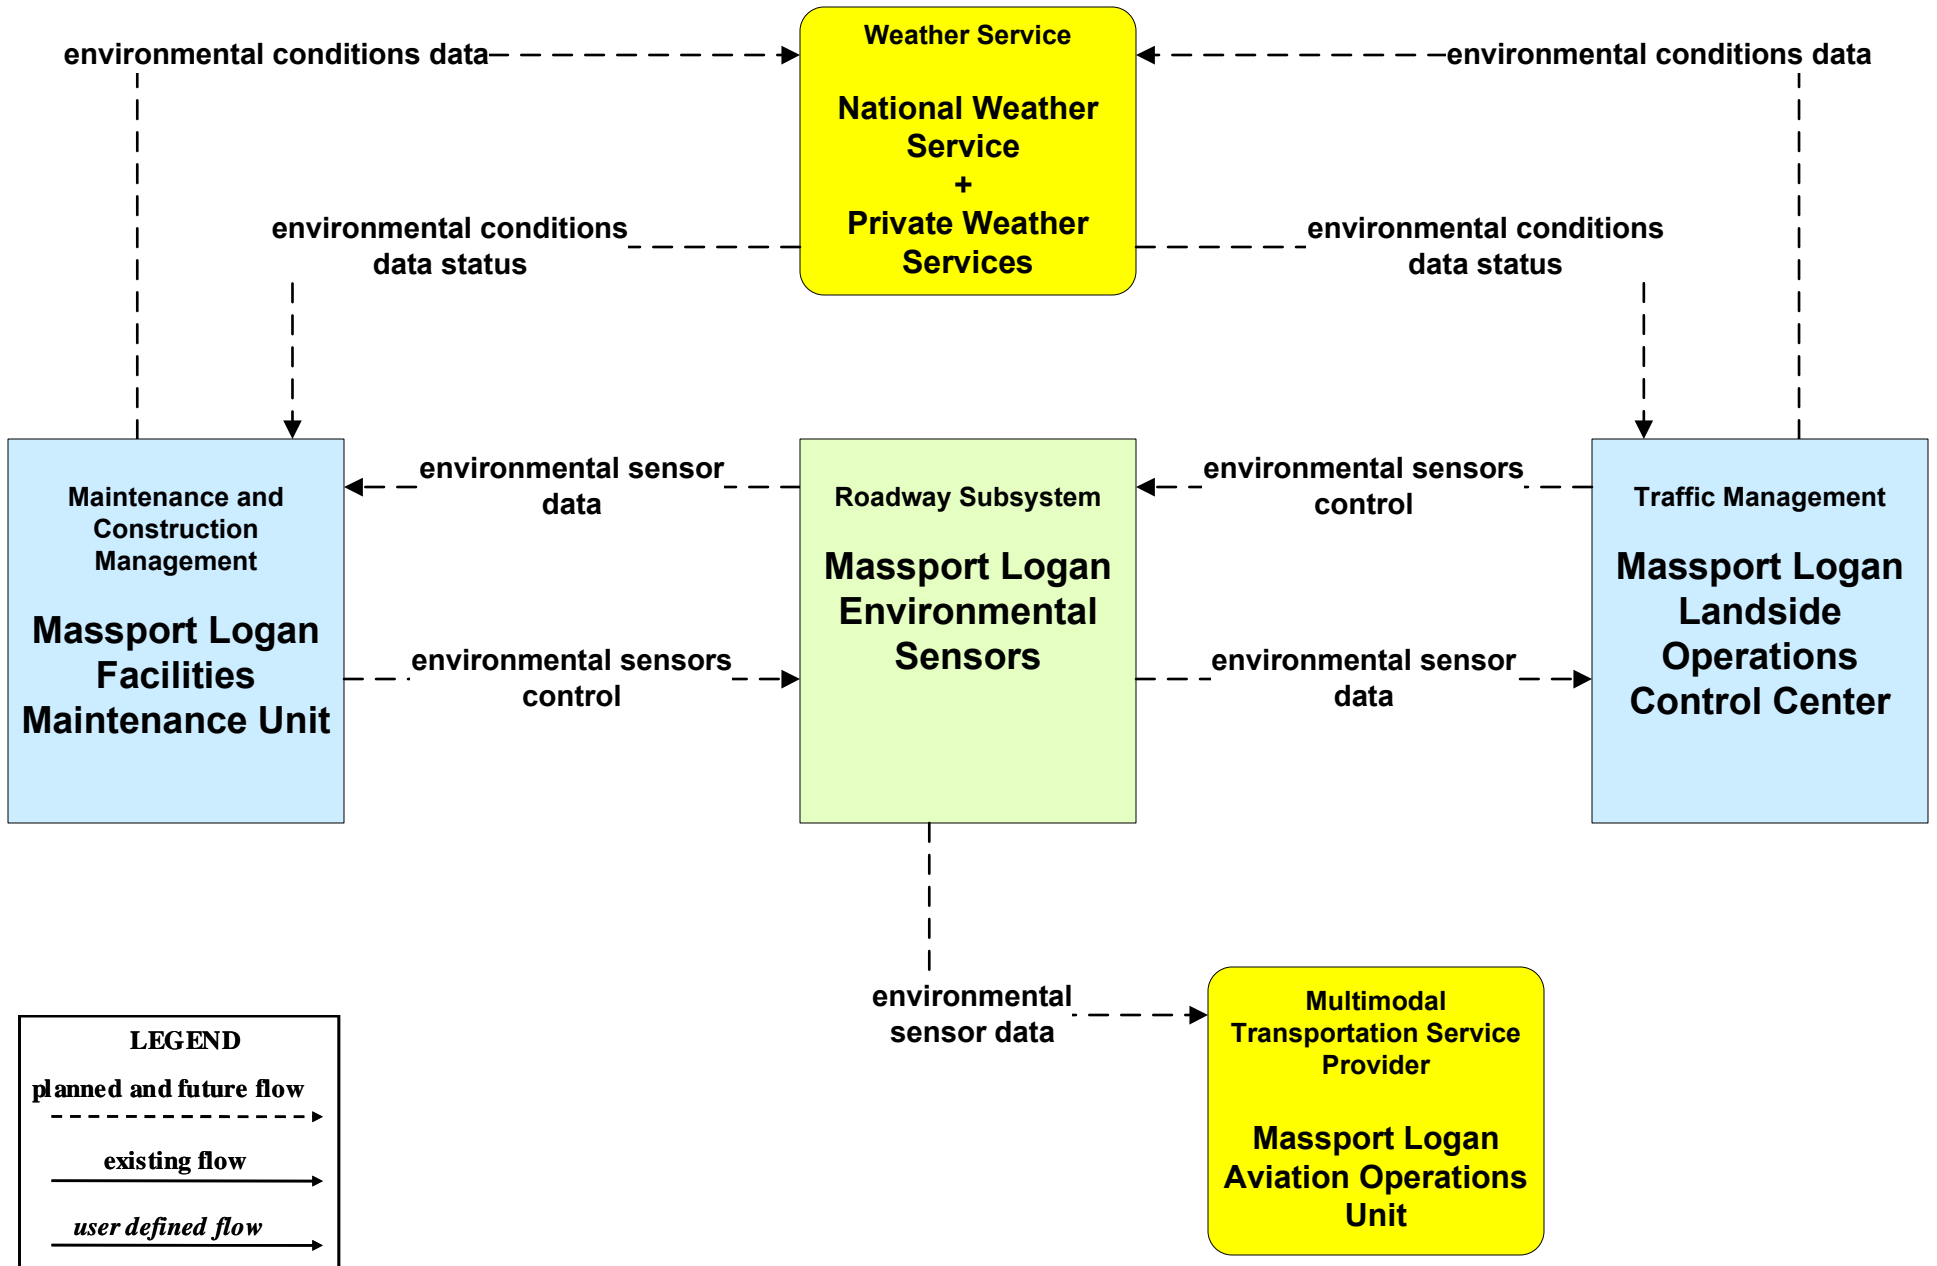 Weather Service
National Weather
Service
+
Private Weather
Services
environmental conditions data
environmental conditions data
environmental conditions
data status
environmental conditions
data status
Maintenance and
Construction
Management
Massport Logan
Facilities
Maintenance Unit
environmental sensor
data
environmental sensors
control
Roadway Subsystem
Massport Logan
Environmental
Sensors
environmental sensors
control
environmental sensor
data
Traffic Management
Massport Logan
Landside
Operations
Control Center
environmental
sensor data
Multimodal
Transportation Service
Provider
Massport Logan
Aviation Operations
Unit
LEGEND
planned and future flow
existing flow
user defined flow